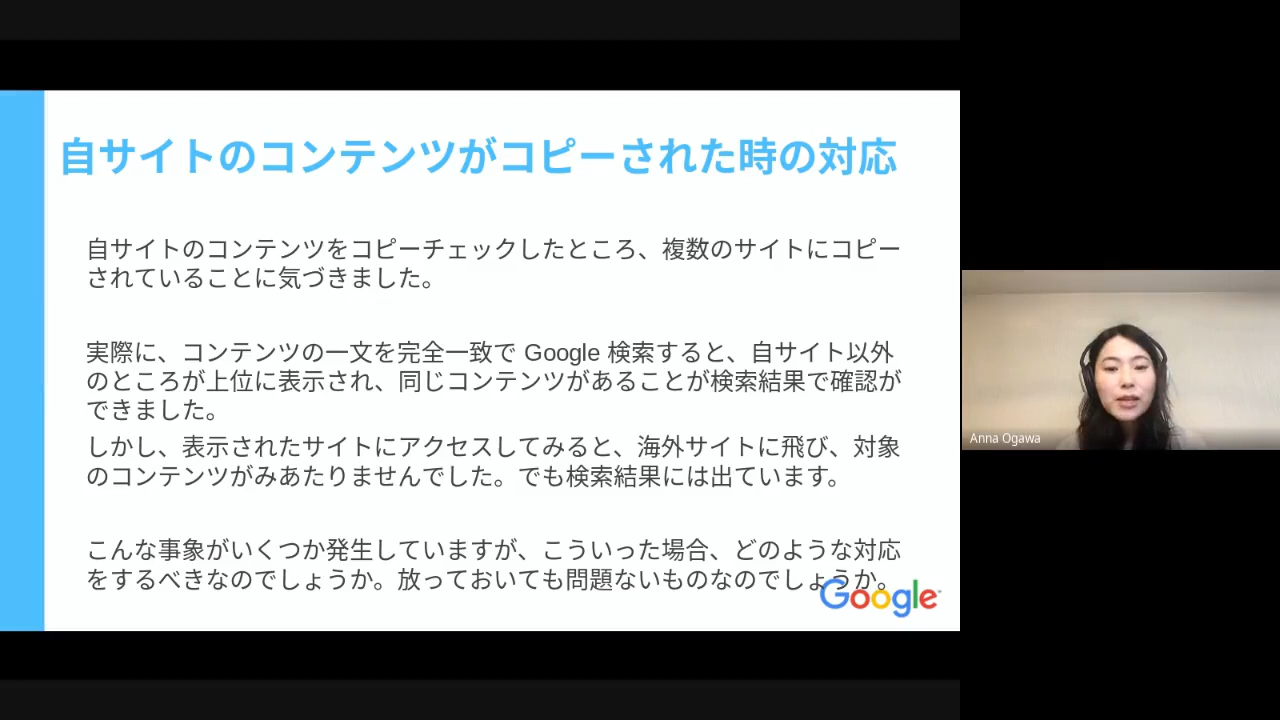 自サイトのコンテンツがコピーされた時の対応
自サイトのコンテンツをコピーチェックしたところ、複数のサイトにコピー
されていることに気づきました。
実際に、コンテンツの一文を完全一致で Google 検索すると、自サイト以外
のところが上位に表示され、同じコンテンツがあることが検索結果で確認が
できました。
しかし、表示されたサイトにアクセスしてみると、海外サイトに飛び、対象
のコンテンツがみあたりませんでした。でも検索結果には出ています。
こんな事象がいくつか発生していますが、こういった場合、どのような対応
をするべきなのでしょうか。放っておいても問題ないものなのでしょうか。
Google
Anna Ogawa